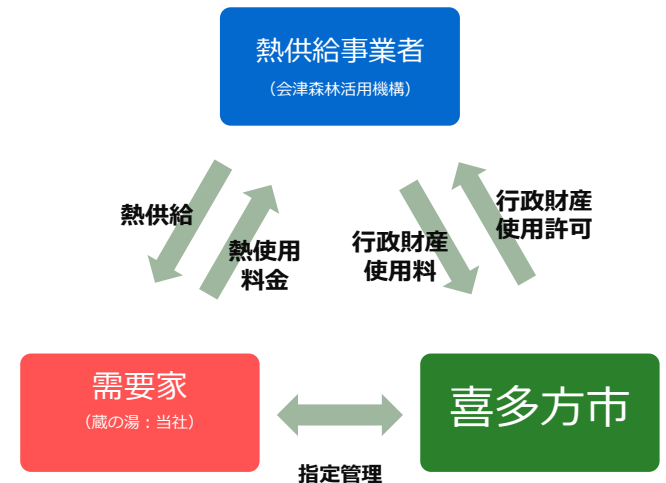 熱供給事業者
（会津森林活用機構）
熱供給
熱使用
料金
行政財産
使用料
行政財産
使用許可
需要家
（蔵の湯：当社）
喜多方市
指定管理